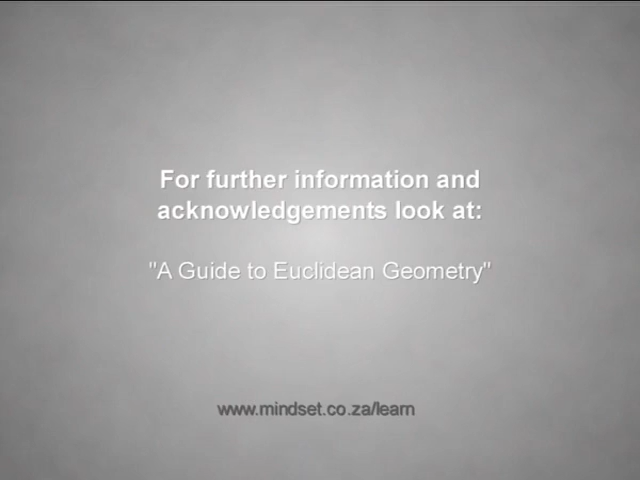 For further information and
acknowledgements look at:
"A Guide to Euclidean Geometry"
www.mindset.co.za/learn